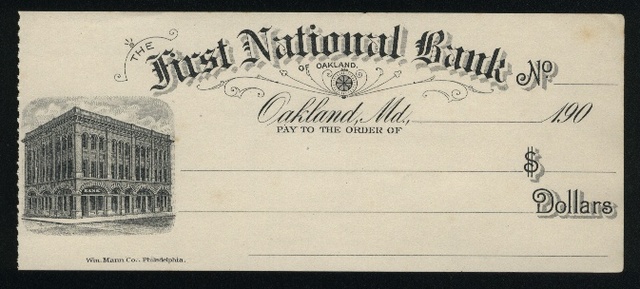 THE
First National Bank
OF OAKLAND.
No
Oakland, Md., 190
PAY TO THE ORDER OF
$
BANK
Dollars
Wm. Mann Co., Philadelphia.